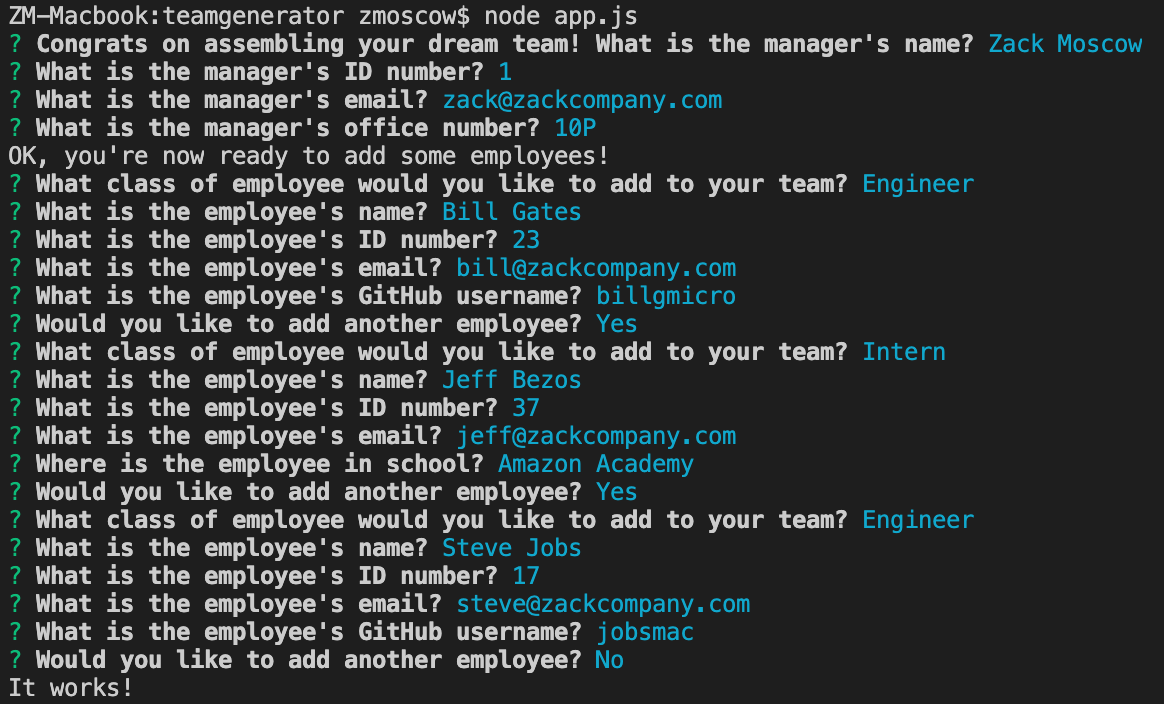 ZM-Macbook:teamgenerator zmoscow$ node app.js
? Congrats on assembling your dream team! What is the manager's name? Zack Moscow
? What is the manager's ID number? 1
? What is the manager's email? zack@zackcompany.com
? What is the manager's office number? 10P
OK, you're now ready to add some employees!
? What class of employee would you like to add to your team? Engineer
? What is the employee's name? Bill Gates
? What is the employee's ID number? 23
? What is the employee's email? bill@zackcompany.com
? What is the employee's GitHub username? billgmicro
? Would you like to add another employee? Yes
? What class of employee would you like to add to your team? Intern
? What is the employee's name? Jeff Bezos
? What is the employee's ID number? 37
? What is the employee's email? jeff@zackcompany.com
? Where is the employee in school? Amazon Academy
? Would you like to add another employee? Yes
? What class of employee would you like to add to your team? Engineer
? What is the employee's name? Steve Jobs
? What is the employee's ID number? 17
? What is the employee's email? steve@zackcompany.com
? What is the employee's GitHub username? jobsmac
? Would you like to add another employee? No
It works!